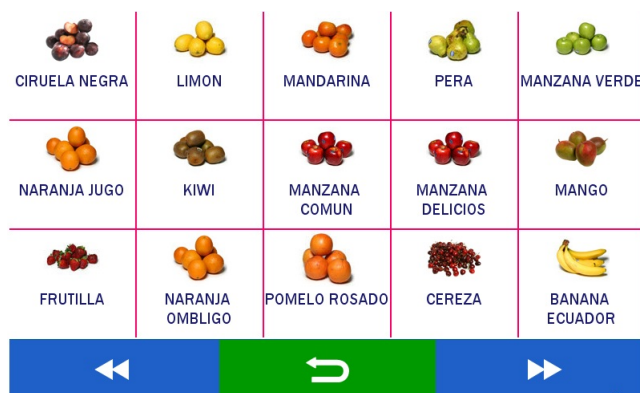 CIRUELA NEGRA
LIMON
MANDARINA
PERA
MANZANA VERDE
NARANJA JUGO
KIWI
MANZANA
COMUN
MANZANA
DELICIOS
MANGO
FRUTILLA
NARANJA
OMBLIGO
POMELO ROSADO
CEREZA
BANANA
ECUADOR